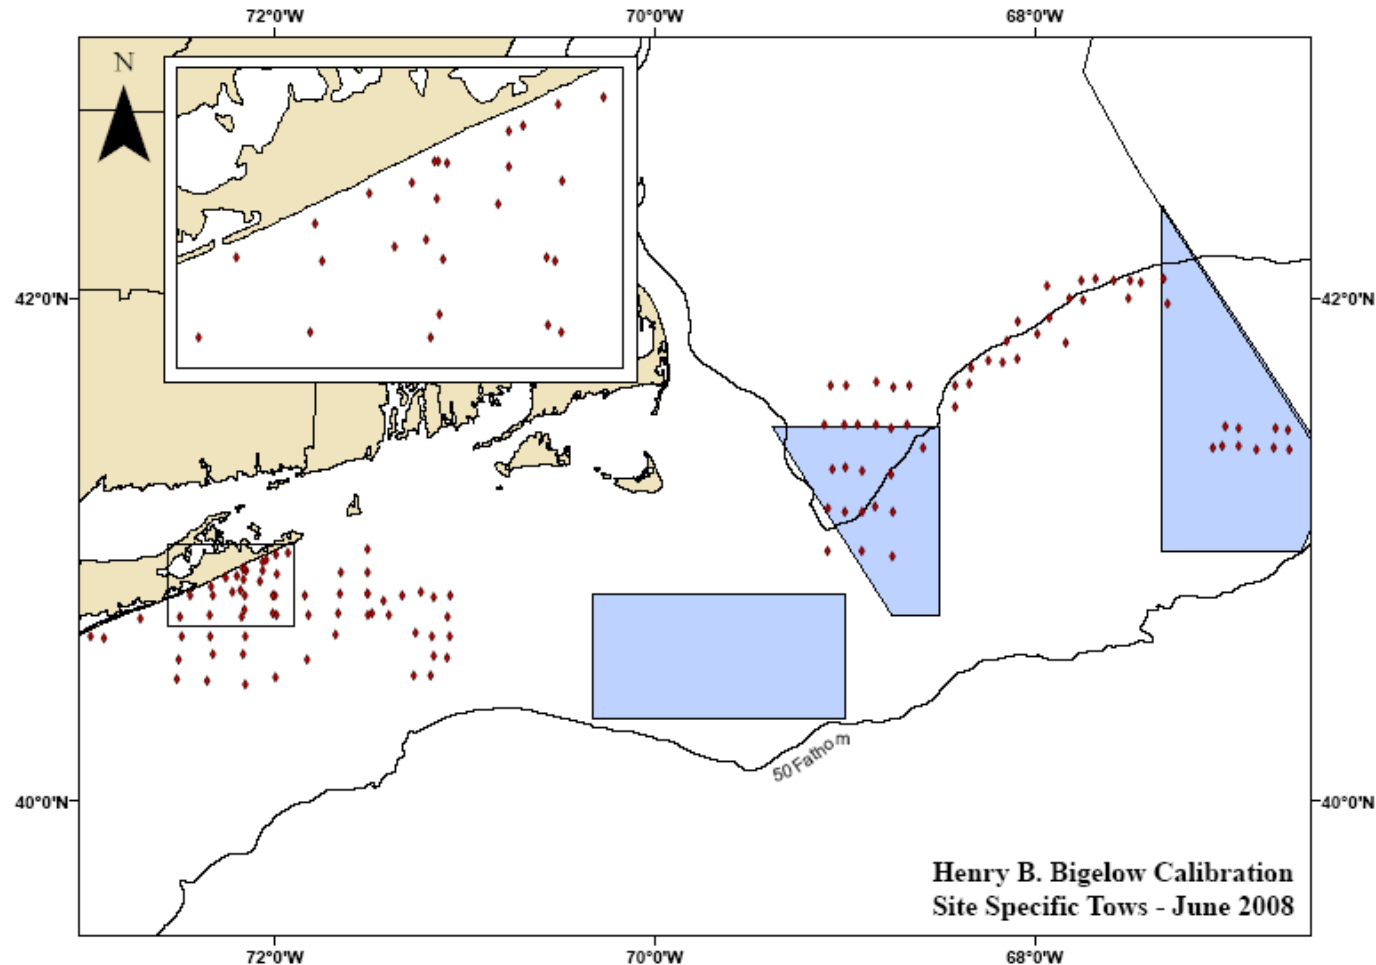 72°0'W 70°0'W 68°0'W
N
42°0'N 42°0'N
50 Fathom
40°0'N 40°0'N
Henry B. Bigelow Calibration
Site Specific Tows - June 2008
72°0'W 70°0'W 68°0'W